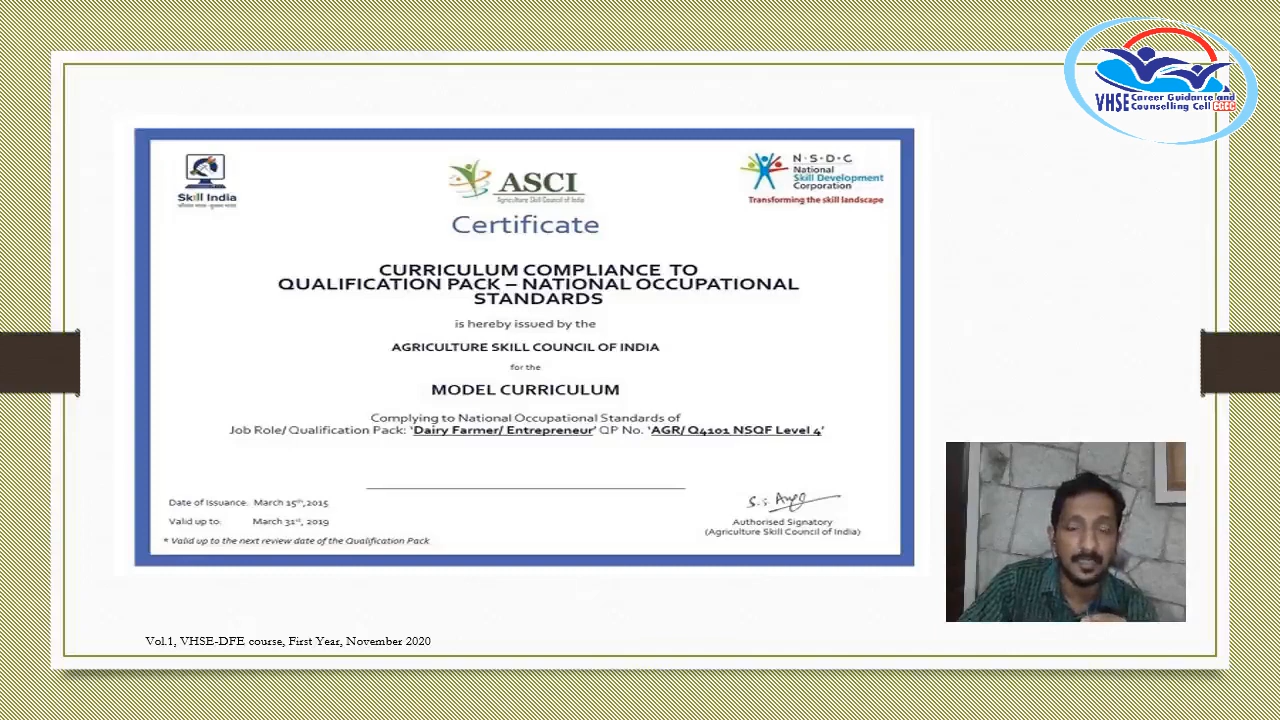 VHSE Career Guidance and
Counselling Cell CGCC
Skill India
ASCI
Agriculture Skill Council of India
N·S·D·C
National
Skill Development
Corporation
Transforming the skill landscape
Certificate
CURRICULUM COMPLIANCE TO
QUALIFICATION PACK – NATIONAL OCCUPATIONAL
STANDARDS
is hereby issued by the
AGRICULTURE SKILL COUNCIL OF INDIA
for the
MODEL CURRICULUM
Complying to National Occupational Standards of
Job Role/ Qualification Pack: 'Dairy Farmer/ Entrepreneur' QP No. 'AGR/ Q4101 NSQF Level 4'
Date of Issuance: March 15th, 2015
Valid up to: March 31st, 2019
* Valid up to the next review date of the Qualification Pack
Authorised Signatory
(Agriculture Skill Council of India)
Vol.1, VHSE-DFE course, First Year, November 2020